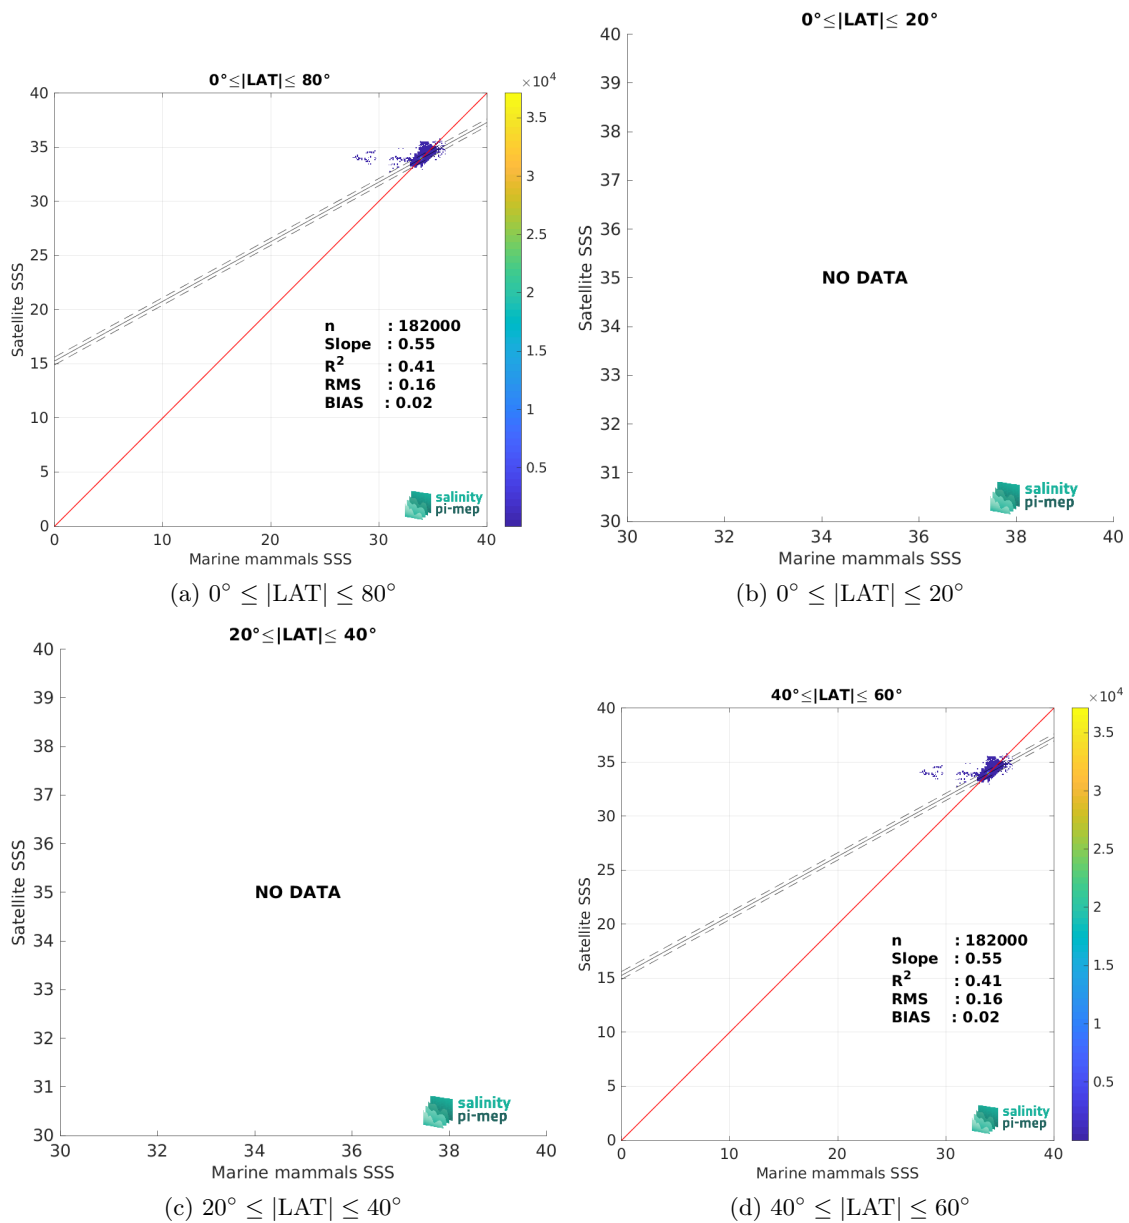 0°≤|LAT|≤ 80°
×10^4
40
35
30
25
20
15
10
5
0
Satellite SSS
3.5
3
2.5
2
1.5
1
0.5
n : 182000
Slope : 0.55
R^2 : 0.41
RMS : 0.16
BIAS : 0.02
salinity
pi-mep
0 10 20 30 40
Marine mammals SSS
(a) 0° ≤ |LAT| ≤ 80°
0°≤|LAT|≤ 20°
40
39
38
37
36
35
34
33
32
31
30
Satellite SSS
NO DATA
salinity
pi-mep
30 32 34 36 38 40
Marine mammals SSS
(b) 0° ≤ |LAT| ≤ 20°
20°≤|LAT|≤ 40°
40
39
38
37
36
35
34
33
32
31
30
Satellite SSS
NO DATA
salinity
pi-mep
30 32 34 36 38 40
Marine mammals SSS
(c) 20° ≤ |LAT| ≤ 40°
40°≤|LAT|≤ 60°
×10^4
40
35
30
25
20
15
10
5
0
Satellite SSS
3.5
3
2.5
2
1.5
1
0.5
n : 182000
Slope : 0.55
R^2 : 0.41
RMS : 0.16
BIAS : 0.02
salinity
pi-mep
0 10 20 30 40
Marine mammals SSS
(d) 40° ≤ |LAT| ≤ 60°